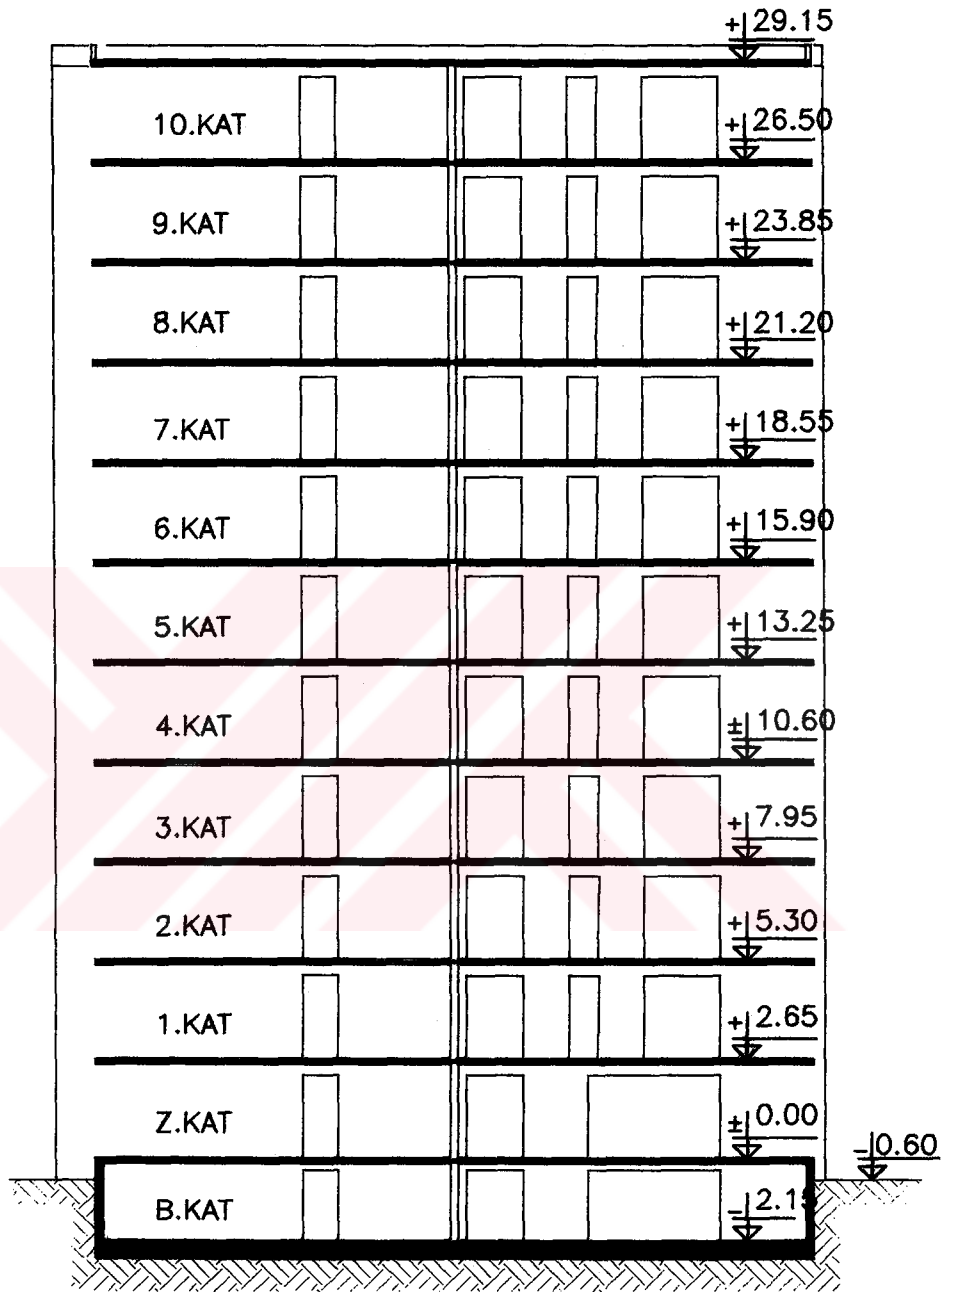 +29.15
10.KAT +26.50
9.KAT +23.85
8.KAT +21.20
7.KAT +18.55
6.KAT +15.90
5.KAT +13.25
4.KAT ±10.60
3.KAT +7.95
2.KAT +5.30
1.KAT +2.65
Z.KAT ±0.00
-0.60
B.KAT -2.15